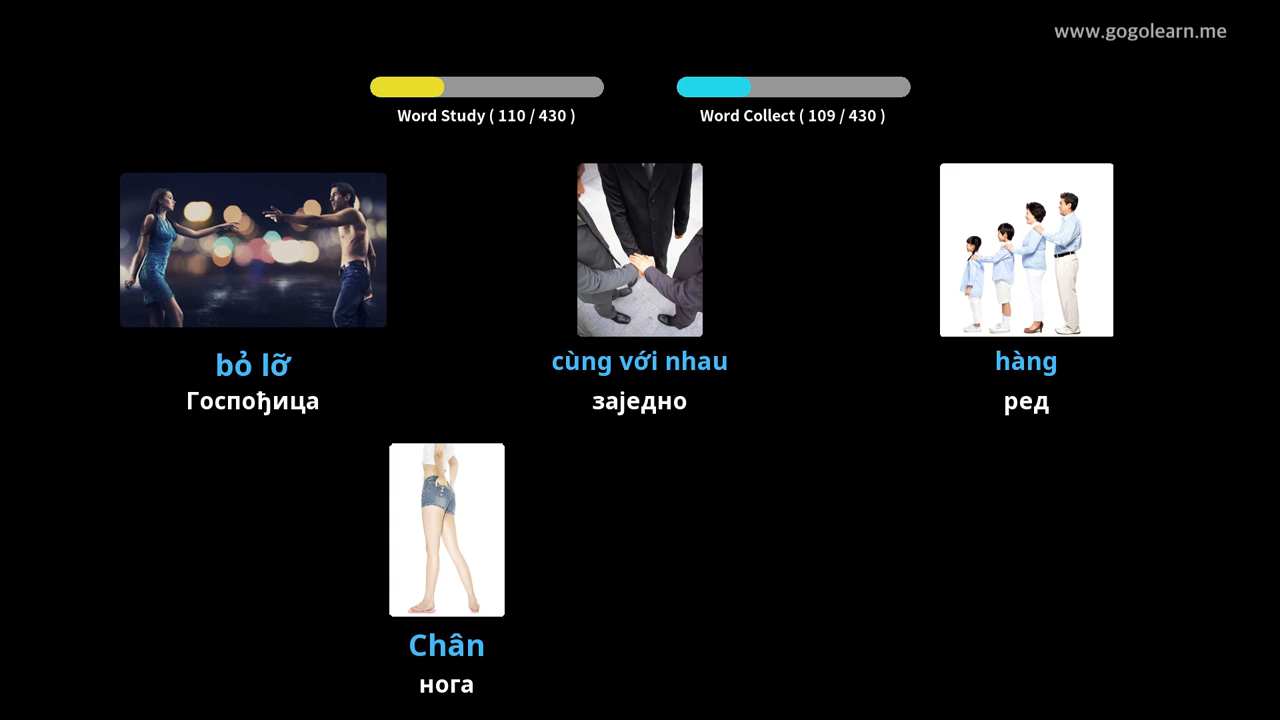 www.gogolearn.me
Word Study ( 110 / 430 )
Word Collect ( 109 / 430 )
bỏ lỡ
Госпођица
cùng với nhau
заједно
hàng
ред
Chân
нога